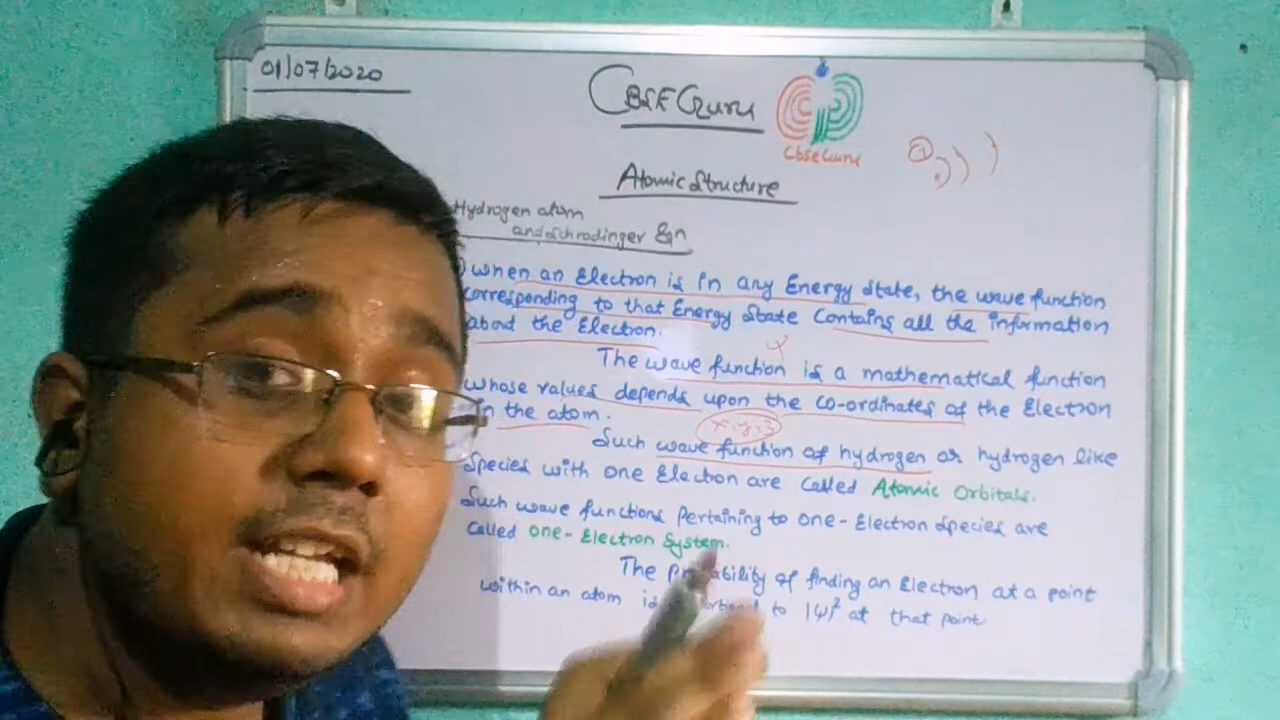 01/07/2020
CBSE Guru
CbseGuru
Atomic Structure
Hydrogen atom
and Schrodinger Eqn
When an Electron is in any Energy State, the wave function
corresponding to that Energy State Contains all the information
about the Electron.
The wave function is a mathematical function
whose values depends upon the co-ordinates of the Electron
in the atom.
x, y, z
Such wave function of hydrogen or hydrogen like
Species with one Electron are called Atomic Orbitals.
Such wave functions Pertaining to one-Electron Species are
called one-Electron System.
The of finding an Electron at a point
within an atom is to |ψ|² at that point